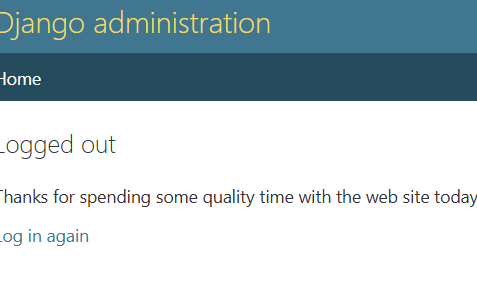 Django administration
Home
Logged out
Thanks for spending some quality time with the web site today
Log in again